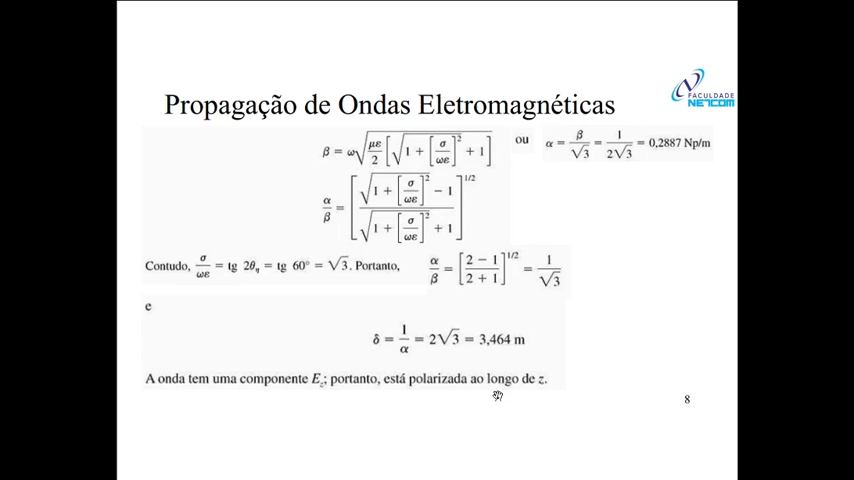 FACULDADE
NETCOM
Propagação de Ondas Eletromagnéticas
β = ω√(με/2 [√(1 + [σ/ωε]²) + 1])
ou α = β/√3 = 1/(2√3) = 0,2887 Np/m
α/β = [(√(1 + [σ/ωε]²) − 1)/(√(1 + [σ/ωε]²) + 1)]^1/2
Contudo, σ/ωε = tg 2θη = tg 60° = √3. Portanto, α/β = [(2 − 1)/(2 + 1)]^1/2 = 1/√3
e
δ = 1/α = 2√3 = 3,464 m
A onda tem uma componente Ez; portanto, está polarizada ao longo de z.
8